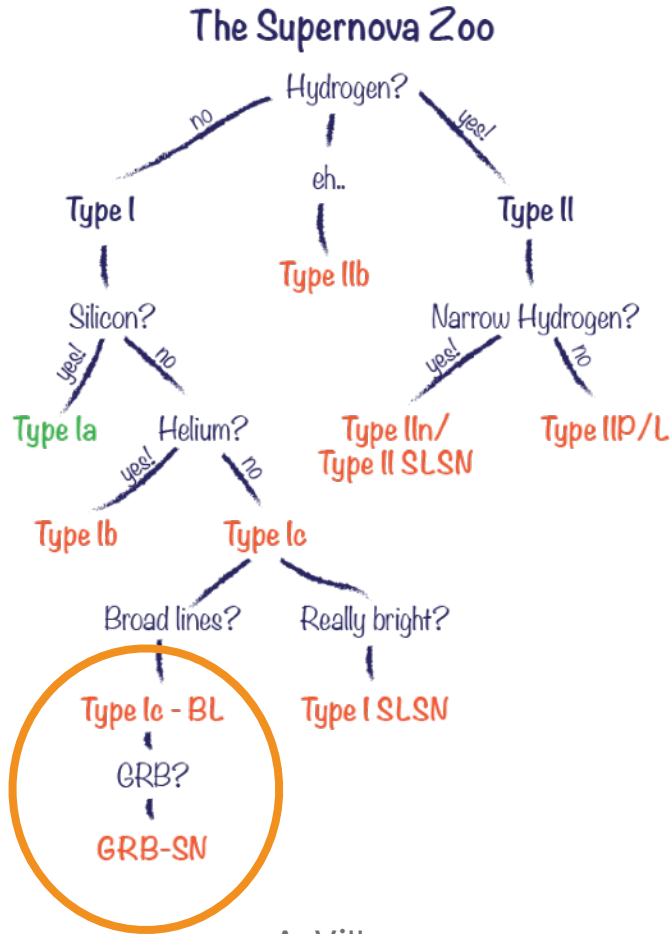 The Supernova Zoo
Hydrogen?
no
eh..
yes!
Type I
Type II
Type IIb
Silicon?
Narrow Hydrogen?
yes!
no
yes!
no
Type Ia
Helium?
Type IIn/
Type II SLSN
Type IIP/L
yes!
no
Type Ib
Type Ic
Broad lines?
Really bright?
Type Ic - BL
Type I SLSN
GRB?
GRB-SN